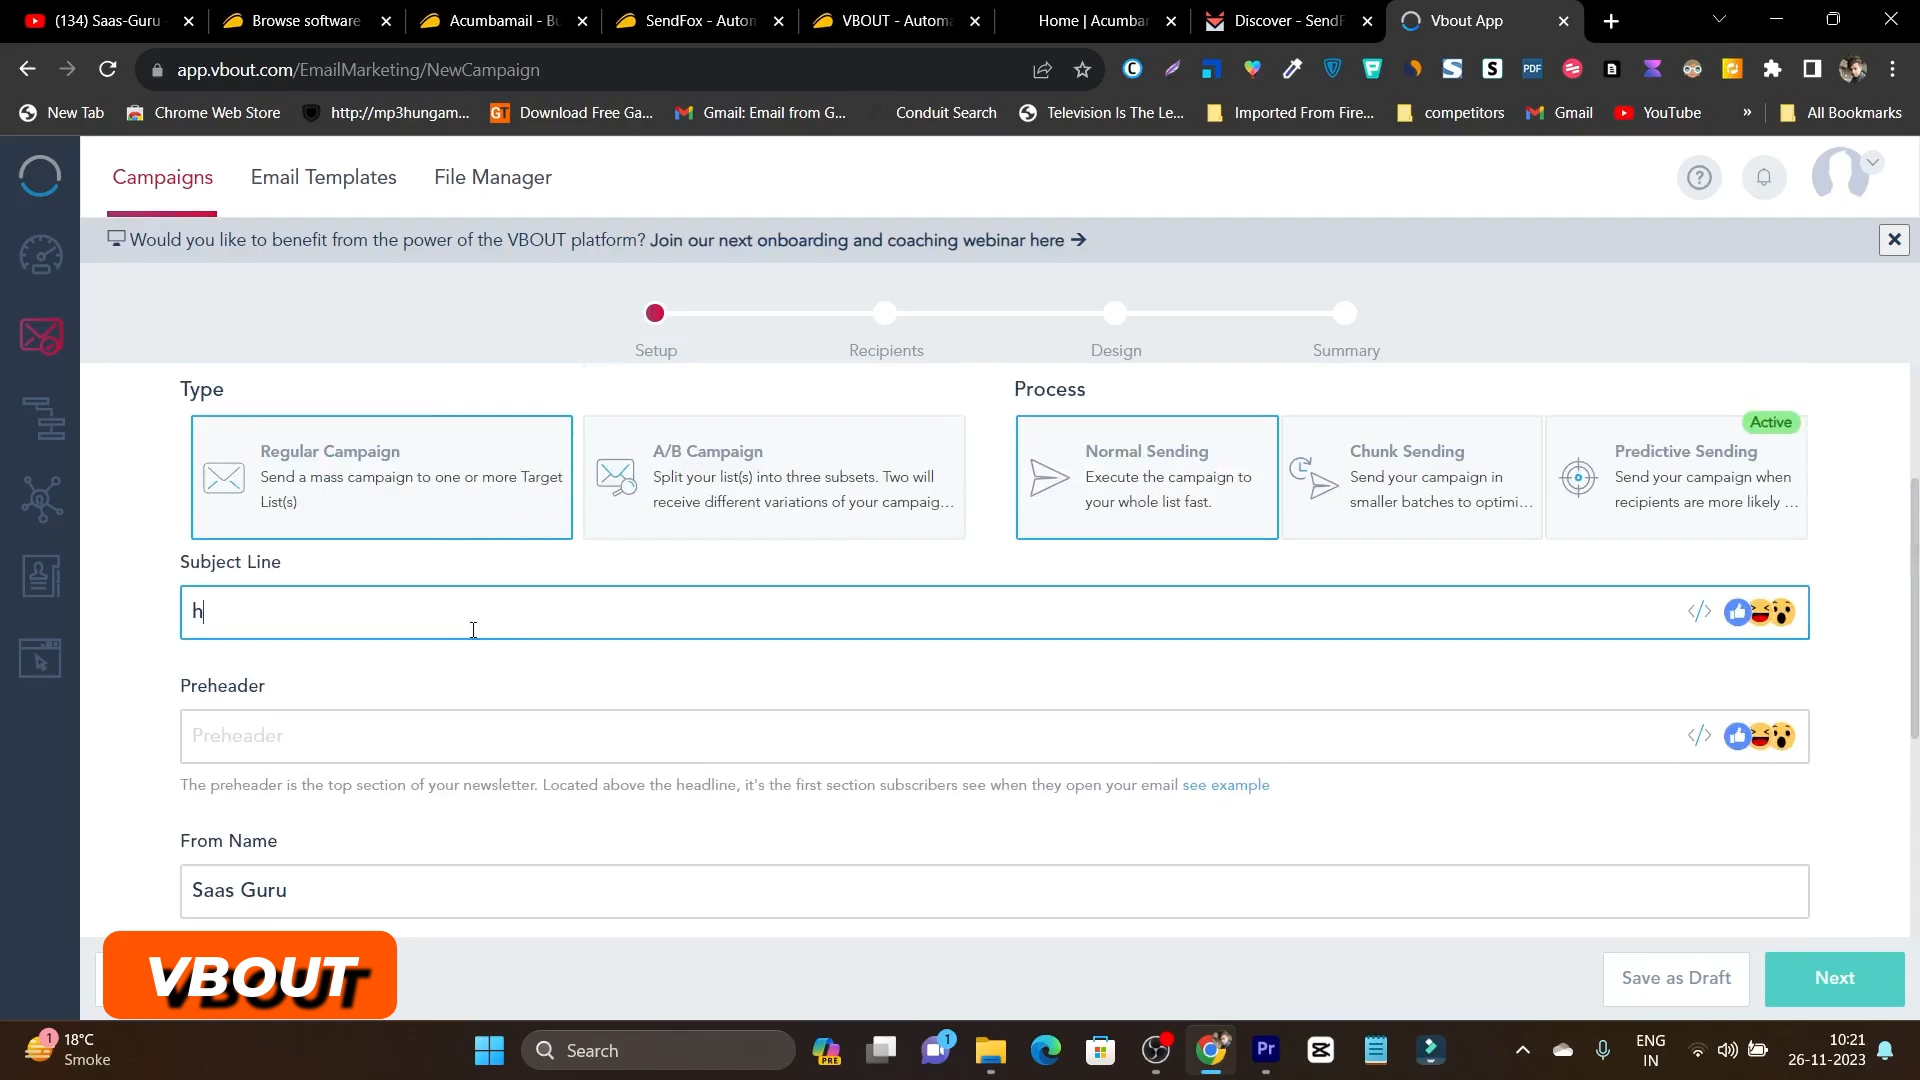 (134) Saas-Guru
Browse software
Acumbamail - Bu
SendFox - Autom
VBOUT - Automa
Home | Acumbar
Discover - SendF
Vbout App
app.vbout.com/EmailMarketing/NewCampaign
New Tab
Chrome Web Store
http://mp3hungam...
GT
Download Free Ga...
Gmail: Email from G...
Conduit Search
Television Is The Le...
Imported From Fire...
competitors
Gmail
YouTube
»
All Bookmarks
Campaigns
Email Templates
File Manager
Would you like to benefit from the power of the VBOUT platform? Join our next onboarding and coaching webinar here →
Setup
Recipients
Design
Summary
Type
Process
Regular Campaign
Send a mass campaign to one or more Target
List(s)
A/B Campaign
Split your list(s) into three subsets. Two will
receive different variations of your campaig...
Normal Sending
Execute the campaign to
your whole list fast.
Chunk Sending
Send your campaign in
smaller batches to optimi...
Active
Predictive Sending
Send your campaign when
recipients are more likely ...
Subject Line
h
</>
Preheader
Preheader
</>
The preheader is the top section of your newsletter. Located above the headline, it's the first section subscribers see when they open your email see example
From Name
Saas Guru
VBOUT
Save as Draft
Next
1
18°C
Smoke
Search
PRE
1
Pr
ENG
IN
10:21
26-11-2023